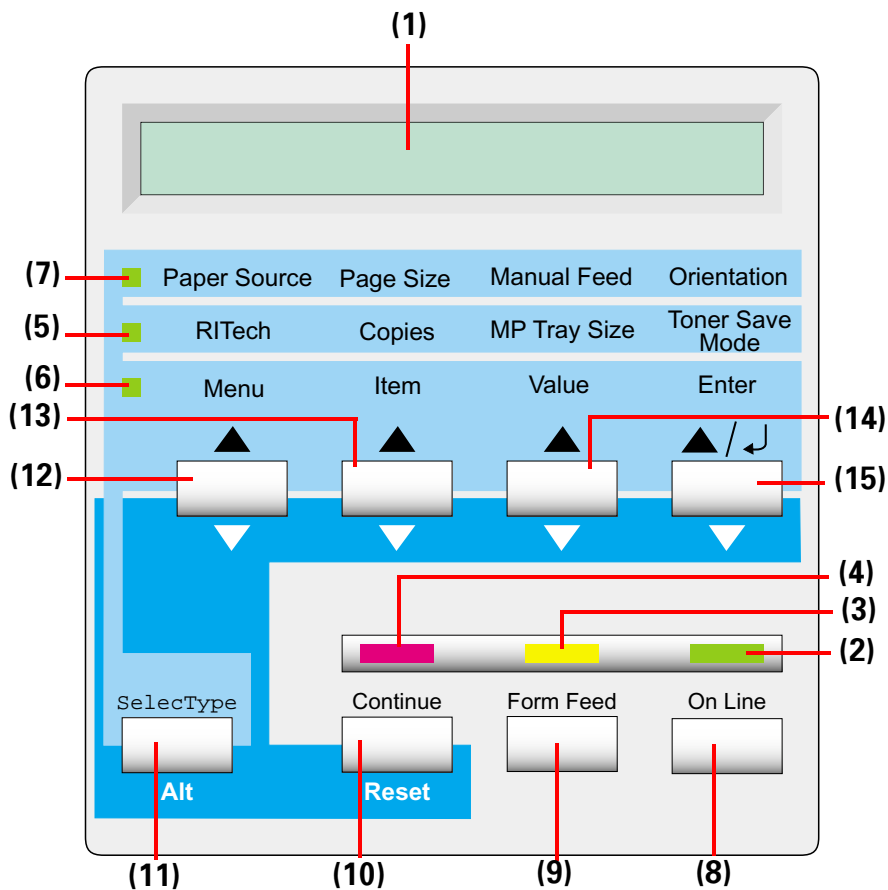 (1)
(7) Paper Source Page Size Manual Feed Orientation
(5) RITech Copies MP Tray Size Toner Save
Mode
(6) Menu Item Value Enter
(13) (14)
(12) (15)
(4)
(3)
(2)
SelecType Continue Form Feed On Line
Alt Reset
(11) (10) (9) (8)